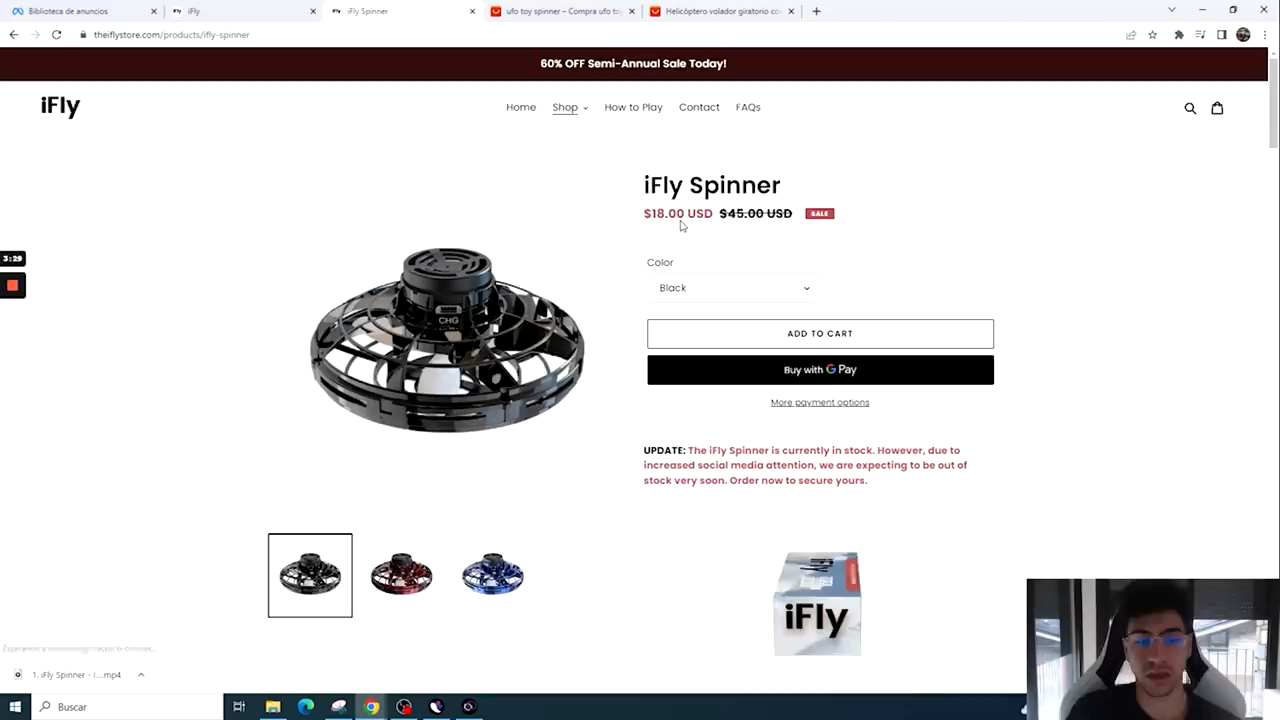 Biblioteca de anuncios
iFly
iFly Spinner
ufo toy spinner – Compra ufo to
Helicóptero volador giratorio co
theiflystore.com/products/ifly-spinner
60% OFF Semi-Annual Sale Today!
iFly
Home
Shop
How to Play
Contact
FAQs
iFly Spinner
$18.00 USD $45.00 USD SALE
3:29
Color
Black
CHG
ADD TO CART
Buy with G Pay
More payment options
UPDATE: The iFly Spinner is currently in stock. However, due to
increased social media attention, we are expecting to be out of
stock very soon. Order now to secure yours.
iFly
1. iFly Spinner - I....mp4
Buscar